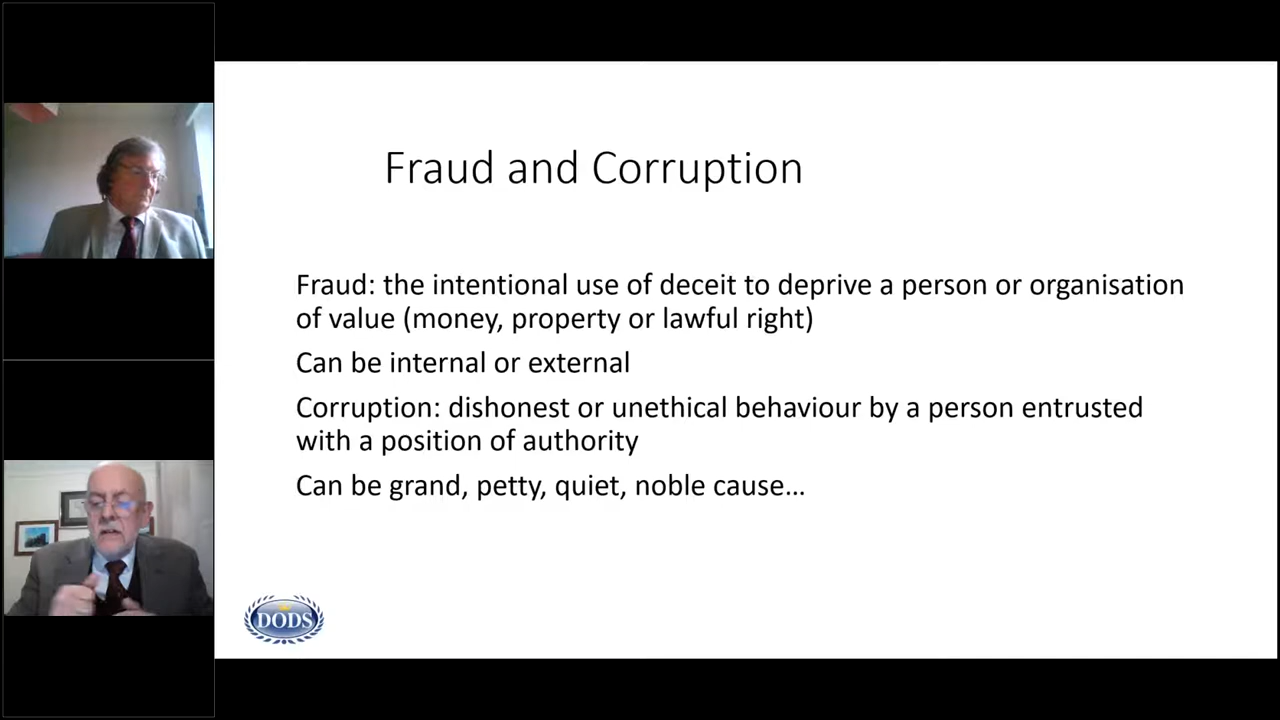 Fraud and Corruption
Fraud: the intentional use of deceit to deprive a person or organisation
of value (money, property or lawful right)
Can be internal or external
Corruption: dishonest or unethical behaviour by a person entrusted
with a position of authority
Can be grand, petty, quiet, noble cause…
DODS